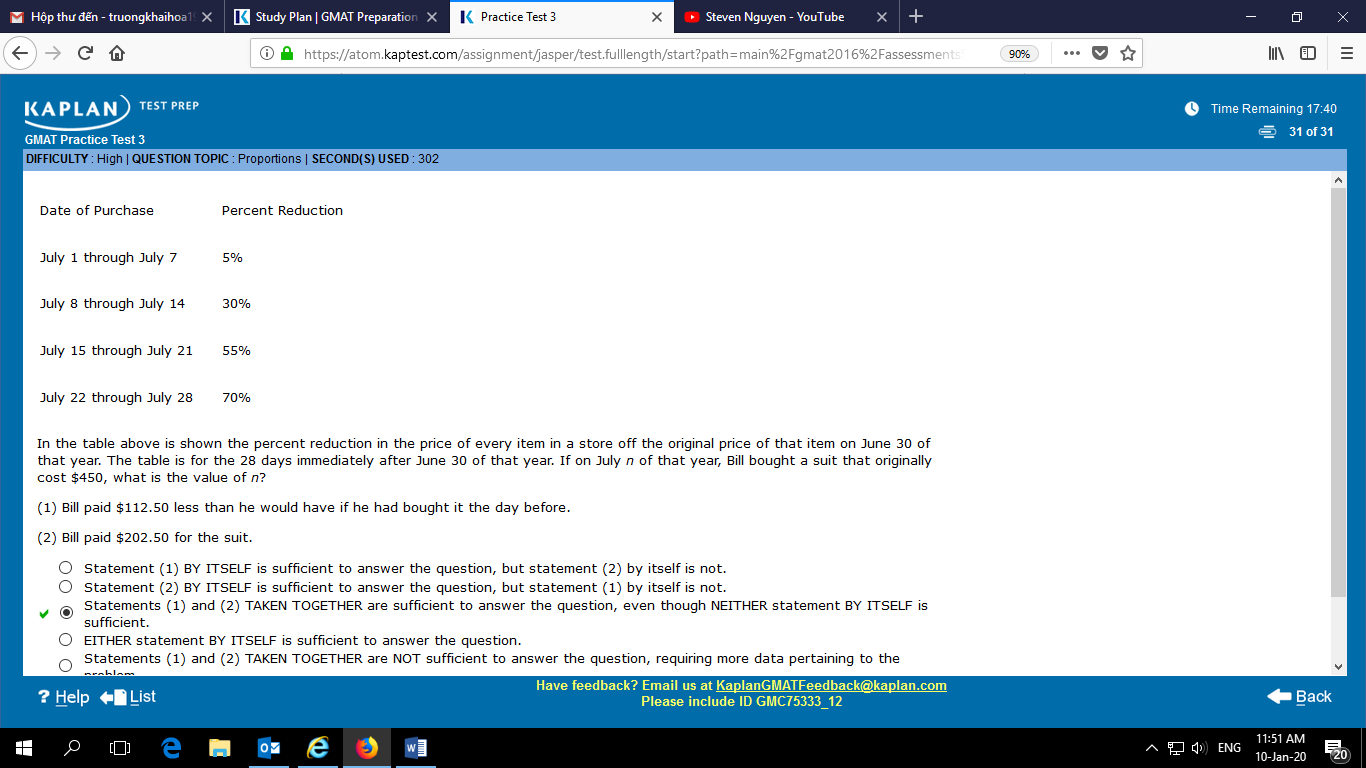 Hộp thư đến - truongkhaihoa1
Study Plan | GMAT Preparation
Practice Test 3
Steven Nguyen - YouTube
https://atom.kaptest.com/assignment/jasper/test.fulllength/start?path=main%2Fgmat2016%2Fassessments
90%
KAPLAN TEST PREP
GMAT Practice Test 3
Time Remaining 17:40
31 of 31
DIFFICULTY : High | QUESTION TOPIC : Proportions | SECOND(S) USED : 302
Date of Purchase Percent Reduction
July 1 through July 7 5%
July 8 through July 14 30%
July 15 through July 21 55%
July 22 through July 28 70%
In the table above is shown the percent reduction in the price of every item in a store off the original price of that item on June 30 of
that year. The table is for the 28 days immediately after June 30 of that year. If on July n of that year, Bill bought a suit that originally
cost $450, what is the value of n?
(1) Bill paid $112.50 less than he would have if he had bought it the day before.
(2) Bill paid $202.50 for the suit.
Statement (1) BY ITSELF is sufficient to answer the question, but statement (2) by itself is not.
Statement (2) BY ITSELF is sufficient to answer the question, but statement (1) by itself is not.
Statements (1) and (2) TAKEN TOGETHER are sufficient to answer the question, even though NEITHER statement BY ITSELF is
sufficient.
EITHER statement BY ITSELF is sufficient to answer the question.
Statements (1) and (2) TAKEN TOGETHER are NOT sufficient to answer the question, requiring more data pertaining to the
problem.
? Help
List
Have feedback? Email us at KaplanGMATFeedback@kaplan.com
Please include ID GMC75333_12
Back
ENG
11:51 AM
10-Jan-20
20